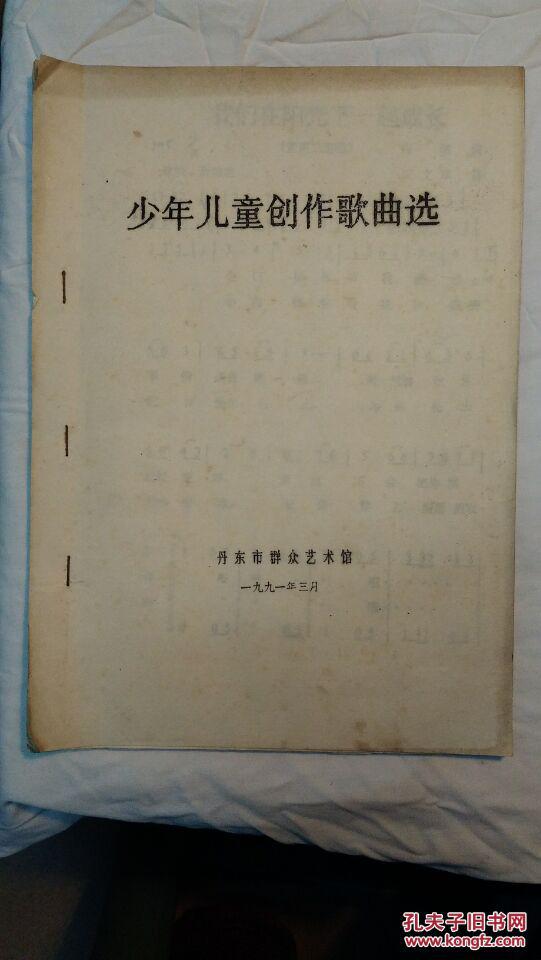 少年儿童创作歌曲选
丹东市群众艺术馆
一九九一年三月
孔夫子旧书网
www.kongfz.com